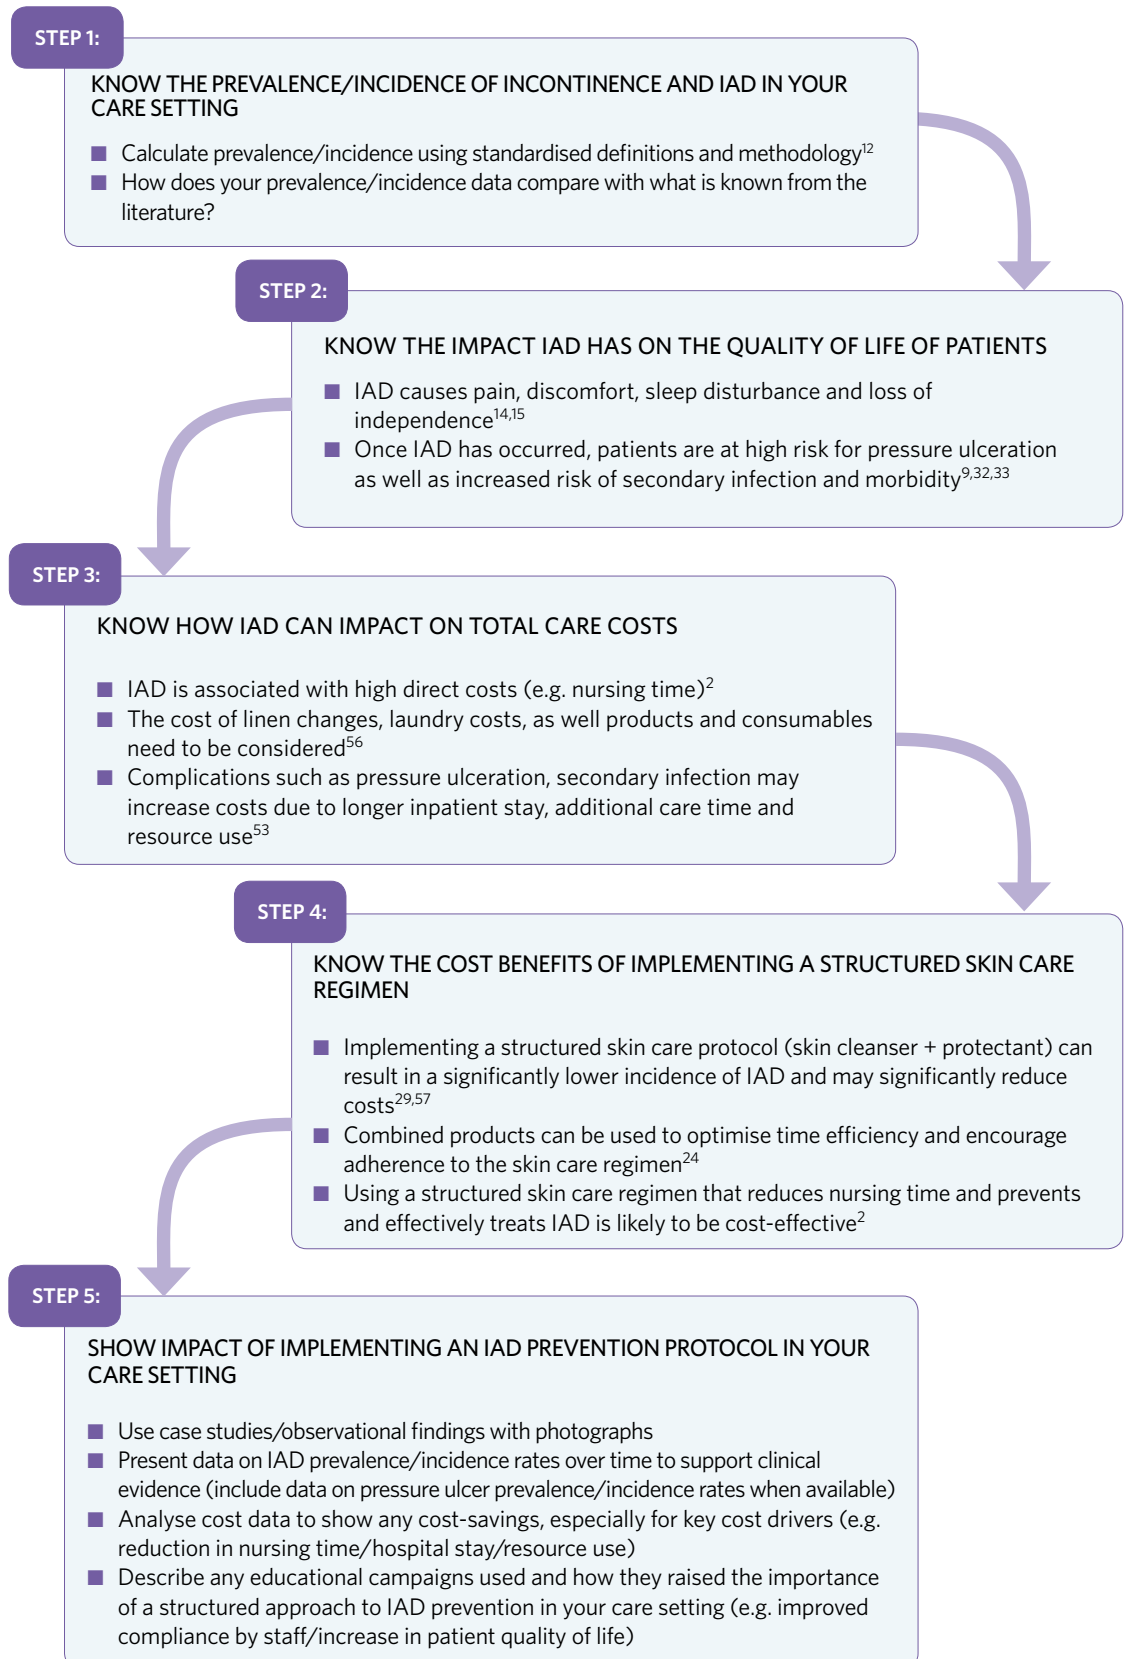 STEP 1:
KNOW THE PREVALENCE/INCIDENCE OF INCONTINENCE AND IAD IN YOUR
CARE SETTING
■ Calculate prevalence/incidence using standardised definitions and methodology12
■ How does your prevalence/incidence data compare with what is known from the
literature?
STEP 2:
KNOW THE IMPACT IAD HAS ON THE QUALITY OF LIFE OF PATIENTS
■ IAD causes pain, discomfort, sleep disturbance and loss of
independence14,15
■ Once IAD has occurred, patients are at high risk for pressure ulceration
as well as increased risk of secondary infection and morbidity9,32,33
STEP 3:
KNOW HOW IAD CAN IMPACT ON TOTAL CARE COSTS
■ IAD is associated with high direct costs (e.g. nursing time)2
■ The cost of linen changes, laundry costs, as well products and consumables
need to be considered56
■ Complications such as pressure ulceration, secondary infection may
increase costs due to longer inpatient stay, additional care time and
resource use53
STEP 4:
KNOW THE COST BENEFITS OF IMPLEMENTING A STRUCTURED SKIN CARE
REGIMEN
■ Implementing a structured skin care protocol (skin cleanser + protectant) can
result in a significantly lower incidence of IAD and may significantly reduce
costs29,57
■ Combined products can be used to optimise time efficiency and encourage
adherence to the skin care regimen24
■ Using a structured skin care regimen that reduces nursing time and prevents
and effectively treats IAD is likely to be cost-effective2
STEP 5:
SHOW IMPACT OF IMPLEMENTING AN IAD PREVENTION PROTOCOL IN YOUR
CARE SETTING
■ Use case studies/observational findings with photographs
■ Present data on IAD prevalence/incidence rates over time to support clinical
evidence (include data on pressure ulcer prevalence/incidence rates when available)
■ Analyse cost data to show any cost-savings, especially for key cost drivers (e.g.
reduction in nursing time/hospital stay/resource use)
■ Describe any educational campaigns used and how they raised the importance
of a structured approach to IAD prevention in your care setting (e.g. improved
compliance by staff/increase in patient quality of life)